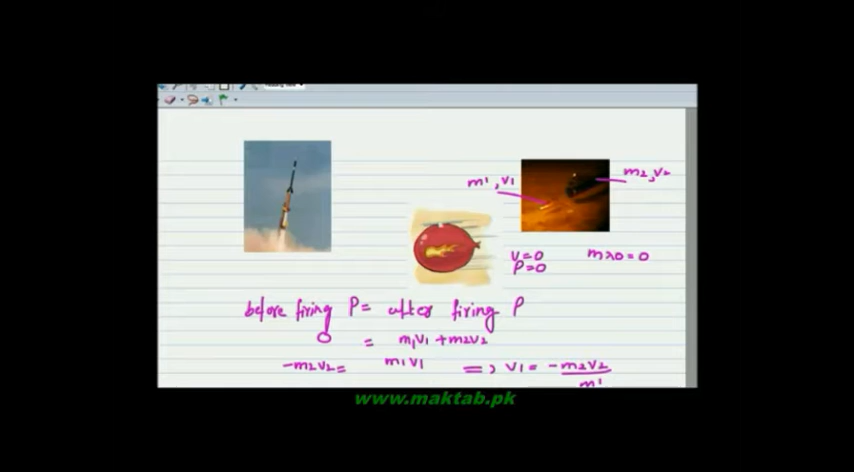 m1, v1
m2, v2
v=0
P=0
m×0=0
before firing P= after firing P
0 = m1v1 + m2v2
-m2v2 = m1v1 => v1 = -m2v2
m1
www.maktab.pk